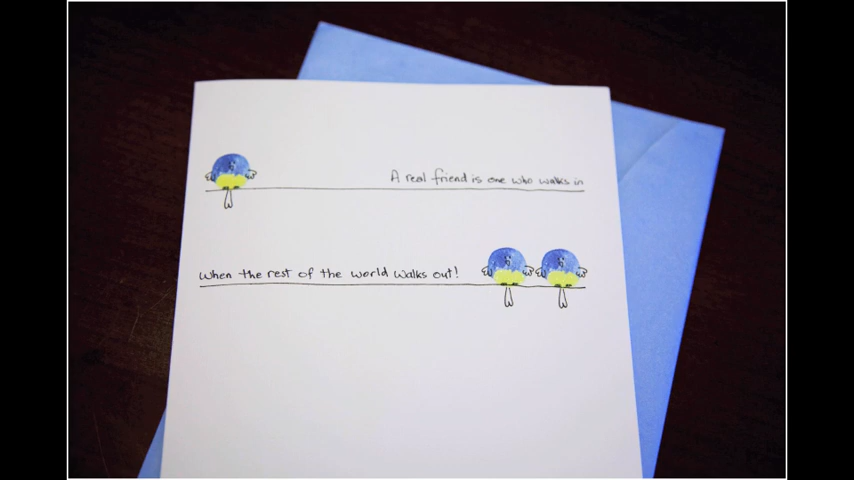 A real friend is one who walks in
when the rest of the world walks out!